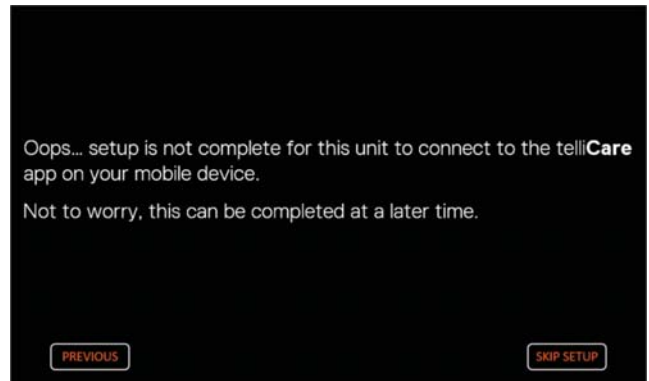 Oops... setup is not complete for this unit to connect to the telliCare
app on your mobile device.
Not to worry, this can be completed at a later time.
PREVIOUS
SKIP SETUP